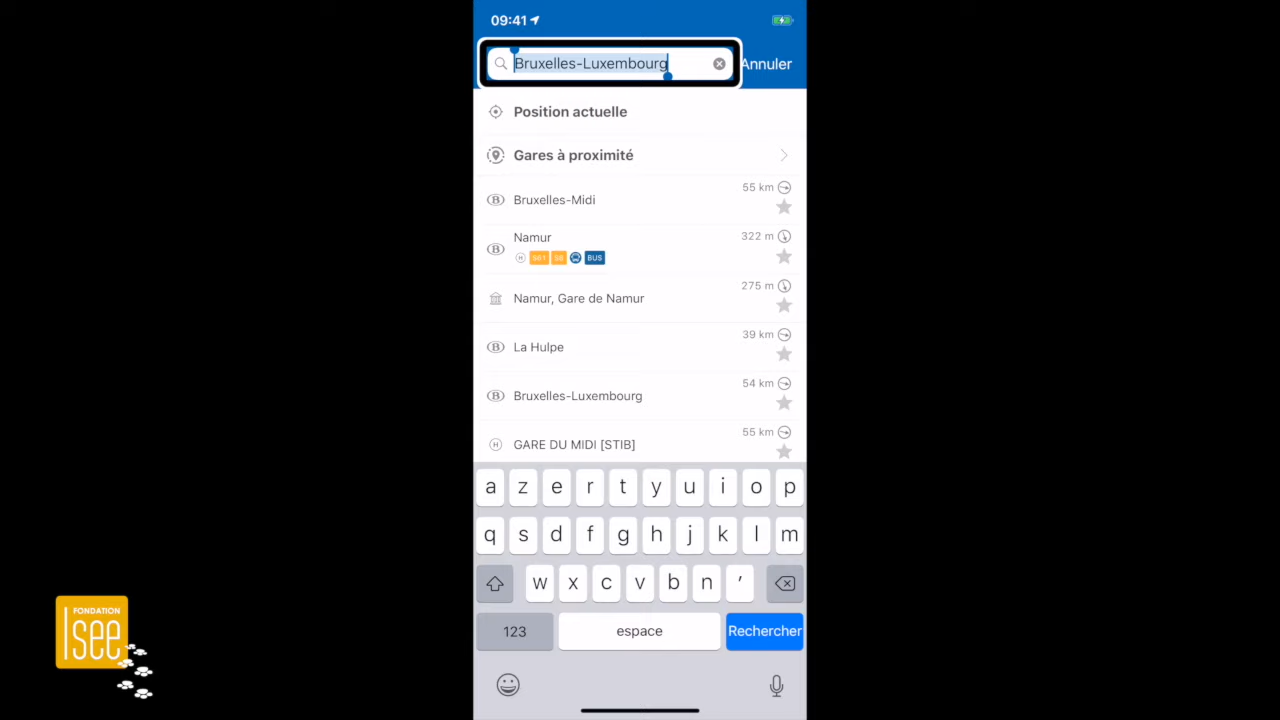 09:41
Bruxelles-Luxembourg
Annuler
Position actuelle
Gares à proximité
Bruxelles-Midi
55 km
Namur
322 m
H
BUS
Namur, Gare de Namur
275 m
La Hulpe
39 km
B
Bruxelles-Luxembourg
54 km
H GARE DU MIDI [STIB]
55 km
a z e r t y u i o p
q s d f g h j k l m
w x c v b n ’
123 espace Rechercher
FONDATION
I See